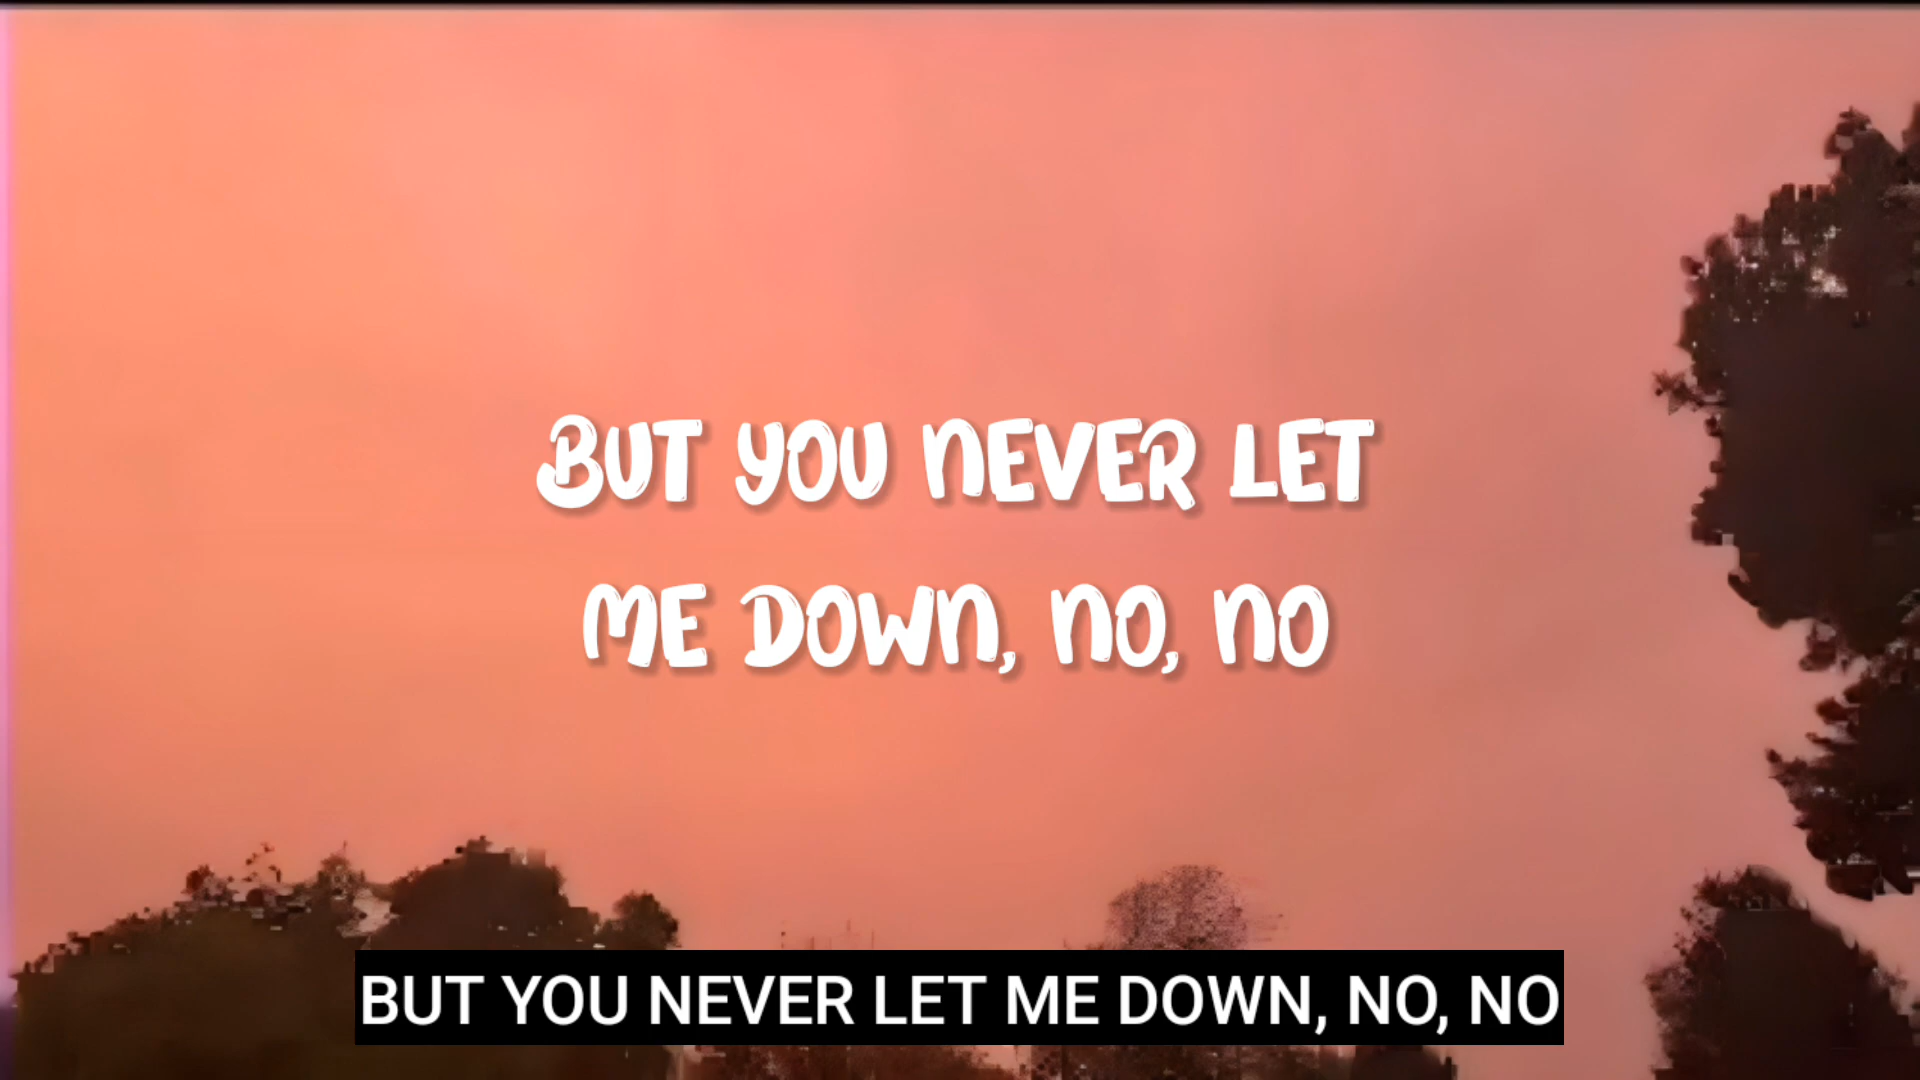 BUT YOU NEVER LET
ME DOWN, NO, NO
BUT YOU NEVER LET ME DOWN, NO, NO